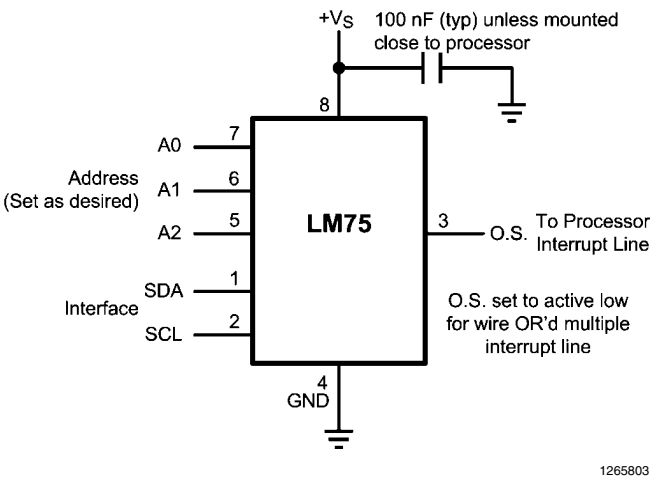 +VS
100 nF (typ) unless mounted
close to processor
8
A0
7
Address
(Set as desired)
A1
6
A2
5
LM75
3
O.S.
To Processor
Interrupt Line
SDA
1
Interface
SCL
2
O.S. set to active low
for wire OR'd multiple
interrupt line
4
GND
1265803